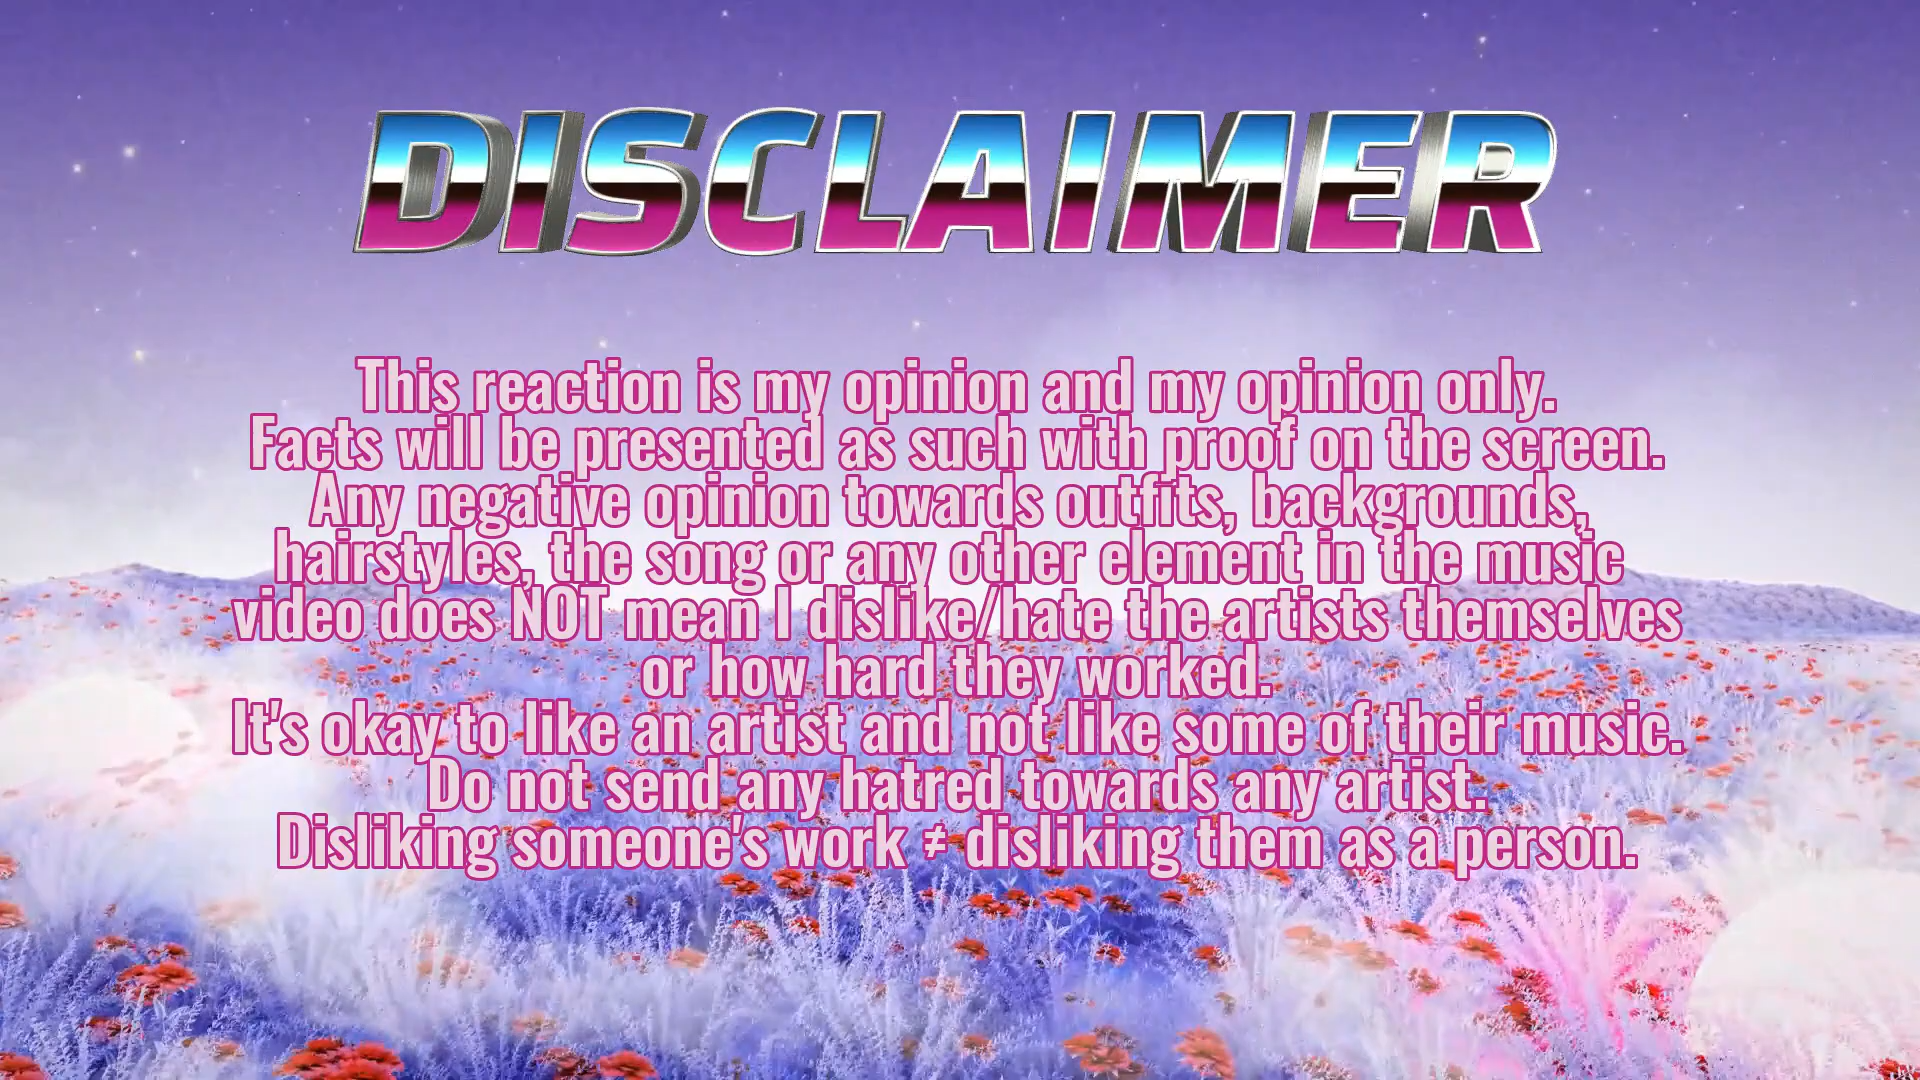 DISCLAIMER
This reaction is my opinion and my opinion only.
Facts will be presented as such with proof on the screen.
Any negative opinion towards outfits, backgrounds,
hairstyles, the song or any other element in the music
video does NOT mean I dislike/hate the artists themselves
or how hard they worked.
It's okay to like an artist and not like some of their music.
Do not send any hatred towards any artist.
Disliking someone's work ≠ disliking them as a person.